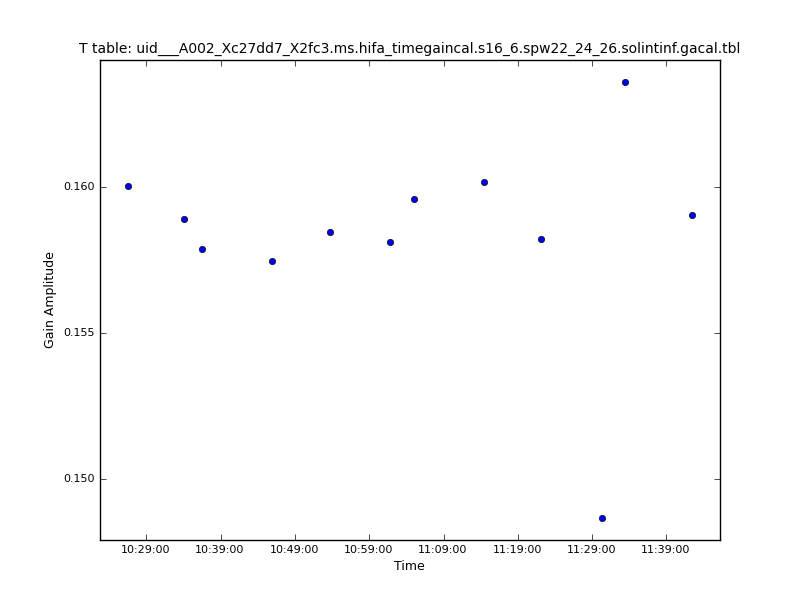 T table: uid___A002_Xc27dd7_X2fc3.ms.hifa_timegaincal.s16_6.spw22_24_26.solintinf.gacal.tbl
0.160
0.155
0.150
Gain Amplitude
10:29:00 10:39:00 10:49:00 10:59:00 11:09:00 11:19:00 11:29:00 11:39:00
Time